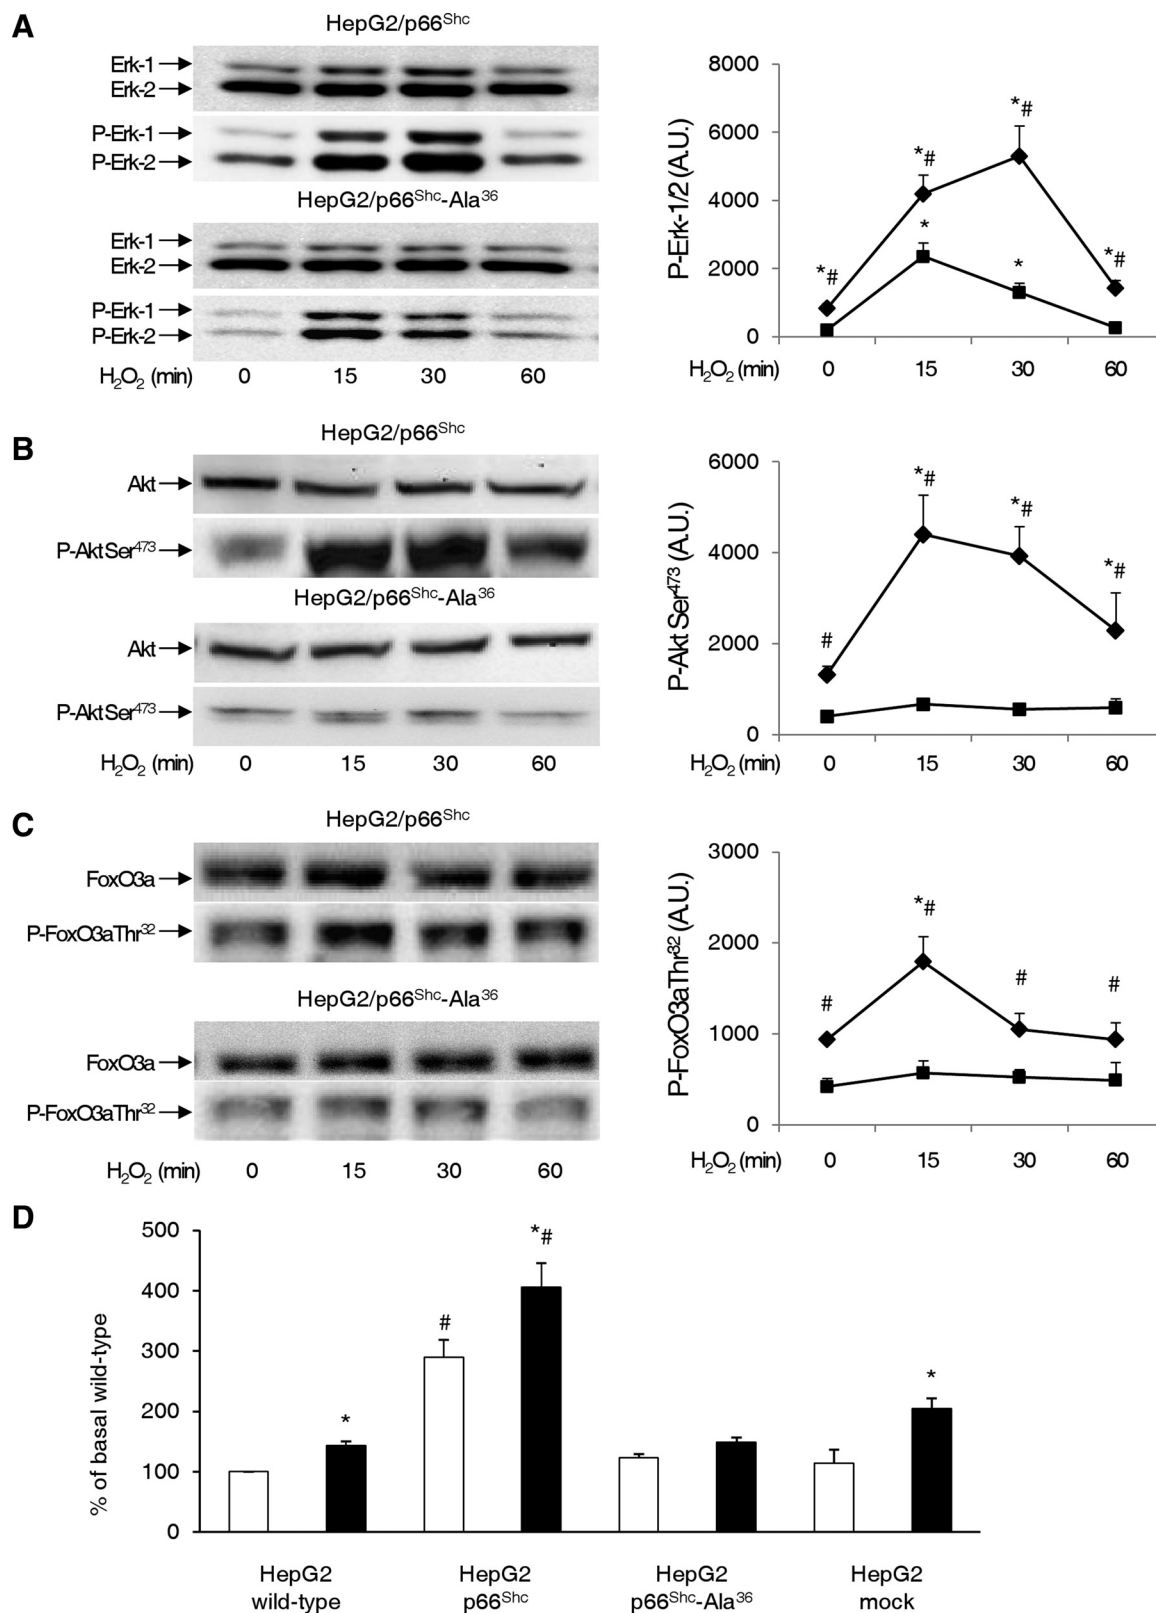 A
HepG2/p66Shc
Erk-1
Erk-2
P-Erk-1
P-Erk-2
HepG2/p66Shc-Ala36
Erk-1
Erk-2
P-Erk-1
P-Erk-2
H2O2 (min) 0 15 30 60
P-Erk-1/2 (A.U.)
8000
6000
4000
2000
0
*#
*#
*#
*#
*
*
H2O2 (min) 0 15 30 60
B
HepG2/p66Shc
Akt
P-Akt Ser473
HepG2/p66Shc-Ala36
Akt
P-Akt Ser473
H2O2 (min) 0 15 30 60
P-Akt Ser473 (A.U.)
6000
4000
2000
0
#
*#
*#
*#
H2O2 (min) 0 15 30 60
C
HepG2/p66Shc
FoxO3a
P-FoxO3aThr32
HepG2/p66Shc-Ala36
FoxO3a
P-FoxO3aThr32
H2O2 (min) 0 15 30 60
P-FoxO3aThr32 (A.U.)
3000
2000
1000
0
#
*#
#
#
H2O2 (min) 0 15 30 60
D
% of basal wild-type
500
400
300
200
100
0
*
#
*#
*
HepG2
wild-type
HepG2
p66Shc
HepG2
p66Shc-Ala36
HepG2
mock